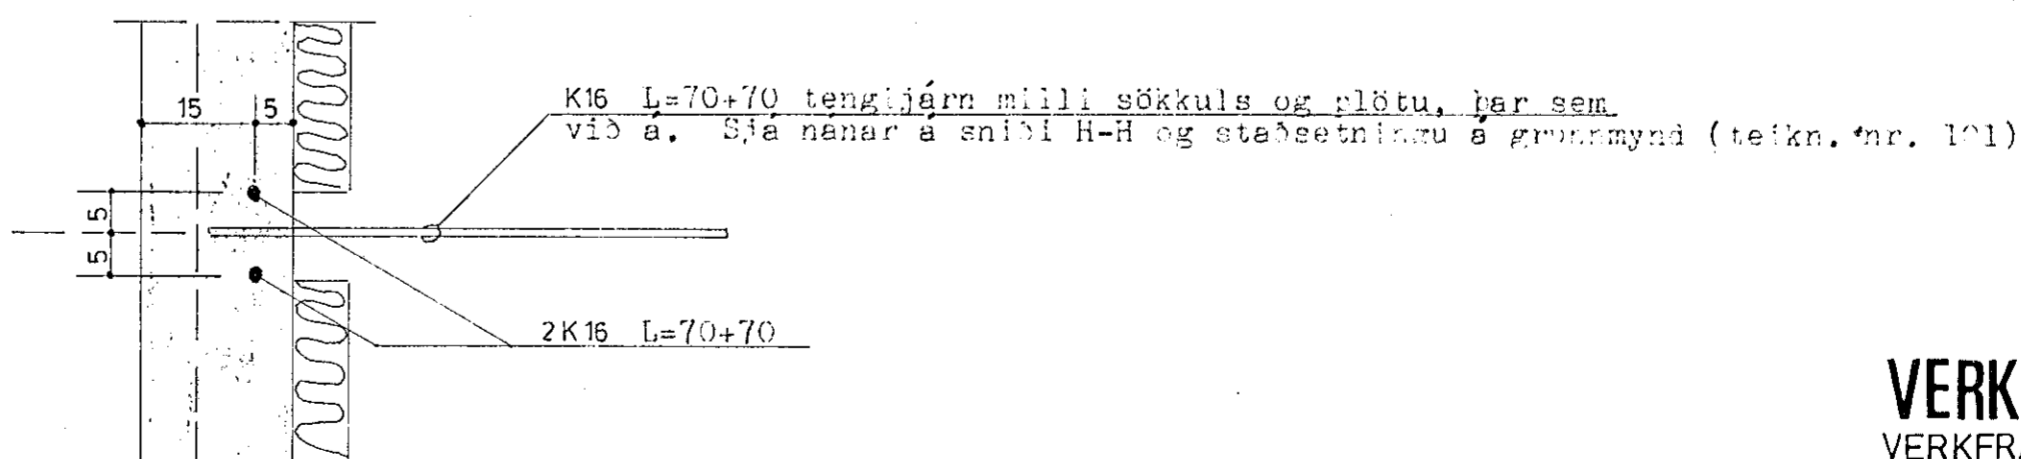 15 5
K16 L=70+70 tengijárn milli sökkuls og plötu, þar sem
við á. Sjá nánar á sniði H-H og staðsetningu á grunnmynd (teikn. nr. 101)
5
5
2K16 L=70+70
VERK
VERKFRÆ